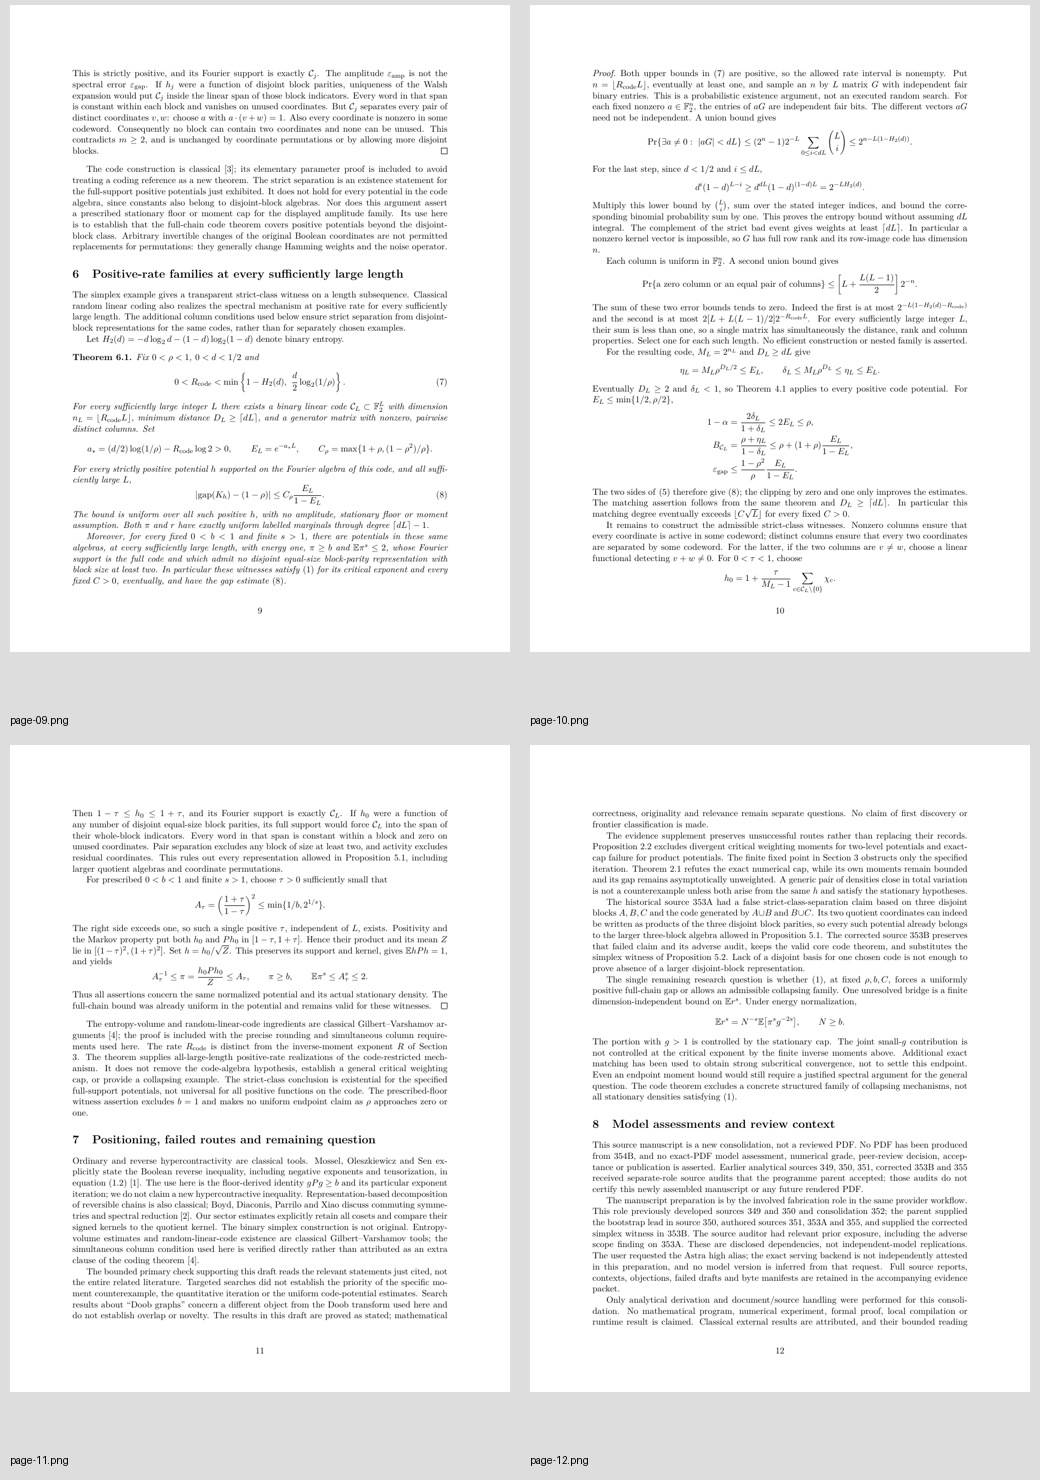 This is strictly positive, and its Fourier support is exactly 𝒞ⱼ. The amplitude ε_amp is not the
spectral error ε_gap. If hⱼ were a function of disjoint block parities, uniqueness of the Walsh
expansion would put 𝒞ⱼ inside the linear span of those block indicators. Every word in that span
is constant within each block and vanishes on unused coordinates. But 𝒞ⱼ separates every pair of
distinct coordinates v, w: choose a with a · (v + w) = 1. Also every coordinate is nonzero in some
codeword. Consequently no block can contain two coordinates and none can be unused. This
contradicts m ≥ 2, and is unchanged by coordinate permutations or by allowing more disjoint
blocks. □
The code construction is classical [3]; its elementary parity proof is included to avoid
treating a coding reference as a new theorem. The strict separation is an existence statement for
the full-support positive potentials just exhibited. It does not hold for every potential in the code
algebra, since constants also belong to disjoint-block algebras. Nor does this argument assert
a prescribed stationary floor or moment cap for the displayed amplitude family. Its use here
is to establish that the full-chain code theorem covers positive potentials beyond the disjoint-
block class. Arbitrary invertible changes of the original Boolean coordinates are not permitted
replacements for permutations: they generally change Hamming weights and the noise operator.
6 Positive-rate families at every sufficiently large length
The simplex example gives a transparent strict-class witness on a length subsequence. Classical
random linear coding also realizes the spectral mechanism at positive rate for every sufficiently
large length. The additional column conditions used below ensure strict separation from disjoint-
block representations for the same codes, rather than for separately chosen examples.
Let H₂(d) = −d log₂ d − (1 − d) log₂(1 − d) denote binary entropy.
Theorem 6.1. Fix 0 < ρ < 1, 0 < d < 1/2 and
0 < R_code < min { 1 − H₂(d), d/2 log₂(1/ρ) } . (7)
For every sufficiently large integer L there exists a binary linear code 𝒞_L ⊂ 𝔽₂^L with dimension
n_L = ⌊R_code L⌋, minimum distance D_L ≥ ⌈dL⌉, and a generator matrix with nonzero, pairwise
distinct columns. Set
a_* = (d/2) log(1/ρ) − R_code log 2 > 0, E_L = e^{−a_* L}, C_ρ = max{1 + ρ, (1 − ρ²)/ρ}.
For every strictly positive potential h supported on the Fourier algebra of this code, and all suffi-
ciently large L,
|gap(K_h) − (1 − ρ)| ≤ C_ρ E_L/(1 − E_L). (8)
The bound is uniform over all such positive h, with no amplitude, stationary floor or moment
assumption. Both π and r have exactly uniform labelled marginals through degree ⌈dL⌉ − 1.
Moreover, for every fixed 0 < b < 1 and finite s > 1, there are potentials in these same
algebras, at every sufficiently large length, with energy one, π ≥ b and 𝔼π^s ≤ 2, whose Fourier
support is the full code and which admit no disjoint equal-size block-parity representation with
block size at least two. In particular these witnesses satisfy (1) for its critical exponent and every
fixed C > 0, eventually, and have the gap estimate (8).
9
page-09.png
Proof. Both upper bounds in (7) are positive, so the allowed rate interval is nonempty. Put
n = ⌊R_code L⌋, eventually at least one, and sample an n by L matrix G with independent fair
binary entries. This is a probabilistic existence argument, not an executed random search. For
each fixed nonzero a ∈ 𝔽₂^n, the entries of aG are independent fair bits. The different vectors aG
need not be independent. A union bound gives
Pr{∃a ≠ 0 : |aG| < dL} ≤ (2^n − 1)2^{−L} ∑_{0≤i<dL} (L i) ≤ 2^{n−L(1−H₂(d))}.
For the last step, since d < 1/2 and i ≤ dL,
d^i(1 − d)^{L−i} ≥ d^{dL}(1 − d)^{(1−d)L} = 2^{−LH₂(d)}.
Multiply this lower bound by (L i), sum over the stated integer indices, and bound the corre-
sponding binomial probability sum by one. This proves the entropy bound without assuming dL
integral. The complement of the strict bad event gives weights at least ⌈dL⌉. In particular a
nonzero kernel vector is impossible, so G has full row rank and its row-image code has dimension
n.
Each column is uniform in 𝔽₂^n. A second union bound gives
Pr{a zero column or an equal pair of columns} ≤ [ L + L(L − 1)/2 ] 2^{−n}.
The sum of these two error bounds tends to zero. Indeed the first is at most 2^{−L(1−H₂(d)−R_code)}
and the second is at most 2[L + L(L − 1)/2]2^{−R_code L}. For every sufficiently large integer L,
their sum is less than one, so a single matrix has simultaneously the distance, rank and column
properties. Select one for each such length. No efficient construction or nested family is asserted.
For the resulting code, M_L = 2^{n_L} and D_L ≥ dL give
η_L = M_L ρ^{D_L/2} ≤ E_L, δ_L ≤ M_L ρ^{D_L} ≤ η_L ≤ E_L.
Eventually D_L ≥ 2 and δ_L < 1, so Theorem 4.1 applies to every positive code potential. For
E_L ≤ min{1/2, ρ/2},
1 − α = 2δ_L/(1 + δ_L) ≤ 2E_L ≤ ρ,
B_{𝒞_L} = (ρ + η_L)/(1 − δ_L) ≤ ρ + (1 + ρ) E_L/(1 − E_L),
ε_gap ≤ (1 − ρ²)/ρ E_L/(1 − E_L).
The two sides of (5) therefore give (8); the clipping by zero and one only improves the estimates.
The matching assertion follows from the same theorem and D_L ≥ ⌈dL⌉. In particular this
matching degree eventually exceeds ⌊C√L⌋ for every fixed C > 0.
It remains to construct the admissible strict-class witnesses. Nonzero columns ensure that
every coordinate is active in some codeword; distinct columns ensure that every two coordinates
are separated by some codeword. For the latter, if the two columns are v ≠ w, choose a linear
functional detecting v + w ≠ 0. For 0 < τ < 1, choose
h₀ = 1 + τ/(M_L − 1) ∑_{c∈𝒞_L∖{0}} χ_c.
10
page-10.png
Then 1 − τ ≤ h₀ ≤ 1 + τ, and its Fourier support is exactly 𝒞_L. If h₀ were a function of
any number of disjoint equal-size block parities, its full support would force 𝒞_L into the span of
their whole-block indicators. Every word in that span is constant within a block and zero on
unused coordinates. Pair separation excludes any block of size at least two, and activity excludes
residual coordinates. This rules out every representation allowed in Proposition 5.1, including
larger quotient algebras and coordinate permutations.
For prescribed 0 < b < 1 and finite s > 1, choose τ > 0 sufficiently small that
A_τ = ((1 + τ)/(1 − τ))² ≤ min{1/b, 2^{1/s}}.
The right side exceeds one, so such a single positive τ, independent of L, exists. Positivity and
the Markov property put both h₀ and Ph₀ in [1 − τ, 1 + τ]. Hence their product and its mean Z
lie in [(1 − τ)², (1 + τ)²]. Set h = h₀/√Z. This preserves its support and kernel, gives 𝔼hPh = 1,
and yields
A_τ^{−1} ≤ π = h₀Ph₀/Z ≤ A_τ, π ≥ b, 𝔼π^s ≤ A_τ^s ≤ 2.
Thus all assertions concern the same normalized potential and its actual stationary density. The
full-chain bound was already uniform in the potential and remains valid for these witnesses. □
The entropy-volume and random-linear-code ingredients are classical Gilbert–Varshamov ar-
guments [4]; the proof is included with the precise rounding and simultaneous column require-
ments used here. The rate R_code is distinct from the inverse-moment exponent R of Section
3. The theorem supplies all-large-length positive-rate realizations of the code-restricted mech-
anism. It does not remove the code-algebra hypothesis, establish a general critical weighting
cap, or provide a collapsing example. The strict-class conclusion is existential for the specified
full-support potentials, not universal for all positive functions on the code. The prescribed-floor
witness assertion excludes b = 1 and makes no uniform endpoint claim as ρ approaches zero or
one.
7 Positioning, failed routes and remaining question
Ordinary and reverse hypercontractivity are classical tools. Mossel, Oleszkiewicz and Sen ex-
plicitly state the Boolean reverse inequality, including negative exponents and tensorization, in
equation (1.2) [1]. The use here is the floor-derived identity gPg ≥ b and its particular exponent
iteration; we do not claim a new hypercontractive inequality. Representation-based decomposition
of reversible chains is also classical; Boyd, Diaconis, Parrilo and Xiao discuss commuting symme-
tries and spectral reduction [2]. Our sector estimates explicitly retain all cosets and compare their
signed kernels to the quotient kernel. The binary simplex construction is not original. Entropy-
volume estimates and random-linear-code existence are classical Gilbert–Varshamov tools; the
simultaneous column condition used here is verified directly rather than attributed as an extra
clause of the coding theorem [4].
The bounded primary check supporting this draft reads the relevant statements just cited, not
the entire related literature. Targeted searches did not establish the priority of the specific mo-
ment counterexample, the quantitative iteration or the uniform code-potential estimates. Search
results about “Doob graphs” concern a different object from the Doob transform used here and
do not establish overlap or novelty. The results in this draft are proved as stated; mathematical
11
page-11.png
correctness, originality and relevance remain separate questions. No claim of first discovery or
frontier classification is made.
The evidence supplement preserves unsuccessful routes rather than replacing their records.
Proposition 2.2 excludes divergent critical weighting moments for two-level potentials and exact-
cap failure for product potentials. The finite fixed point in Section 3 obstructs only the specified
iteration. Theorem 2.1 refutes the exact numerical cap, while its own moments remain bounded
and its gap remains asymptotically unweighted. A generic pair of densities close in total variation
is not a counterexample unless both arise from the same h and satisfy the stationary hypotheses.
The historical source 353A had a false strict-class-separation claim based on three disjoint
blocks A, B, C and the code generated by A∪B and B∪C. Its two quotient coordinates can indeed
be written as products of the three disjoint block parities, so every such potential already belongs
to the larger three-block algebra allowed in Proposition 5.1. The corrected source 353B preserves
that failed claim and its adverse audit, keeps the valid core code theorem, and substitutes the
simplex witness of Proposition 5.2. Lack of a disjoint basis for one chosen code is not enough to
prove absence of a larger disjoint-block representation.
The single remaining research question is whether (1), at fixed ρ, b, C, forces a uniformly
positive full-chain gap or allows an admissible collapsing family. One unresolved bridge is a finite
dimension-independent bound on 𝔼r^s. Under energy normalization,
𝔼r^s = N^{−s}𝔼[π^s g^{−2s}], N ≥ b.
The portion with g > 1 is controlled by the stationary cap. The joint small-g contribution is
not controlled at the critical exponent by the finite inverse moments above. Additional exact
matching has been used to obtain strong subcritical convergence, not to settle this endpoint.
Even an endpoint moment bound would still require a justified spectral argument for the general
question. The code theorem excludes a concrete structured family of collapsing mechanisms, not
all stationary densities satisfying (1).
8 Model assessments and review context
This source manuscript is a new consolidation, not a reviewed PDF. No PDF has been produced
from 354B, and no exact-PDF model assessment, numerical grade, peer-review decision, accep-
tance or publication is asserted. Earlier analytical sources 349, 350, 351, corrected 353B and 355
received separate-role source audits that the programme parent accepted; those audits do not
certify this newly assembled manuscript or any future rendered PDF.
The manuscript preparation is by the involved fabrication role in the same provider workflow.
This role previously developed sources 349 and 350 and consolidation 352; the parent supplied
the bootstrap lead in source 350, authored sources 351, 353A and 355, and supplied the corrected
simplex witness in 353B. The source auditor had relevant prior exposure, including the adverse
scope finding on 353A. These are disclosed dependencies, not independent-model replications.
The user requested the Astra high alias; the exact serving backend is not independently attested
in this preparation, and no model version is inferred from that request. Full source reports,
contexts, objections, failed drafts and byte manifests are retained in the accompanying evidence
packet.
Only analytical derivation and document/source handling were performed for this consoli-
dation. No mathematical program, numerical experiment, formal proof, local compilation or
runtime result is claimed. Classical external results are attributed, and their bounded reading
12
page-12.png